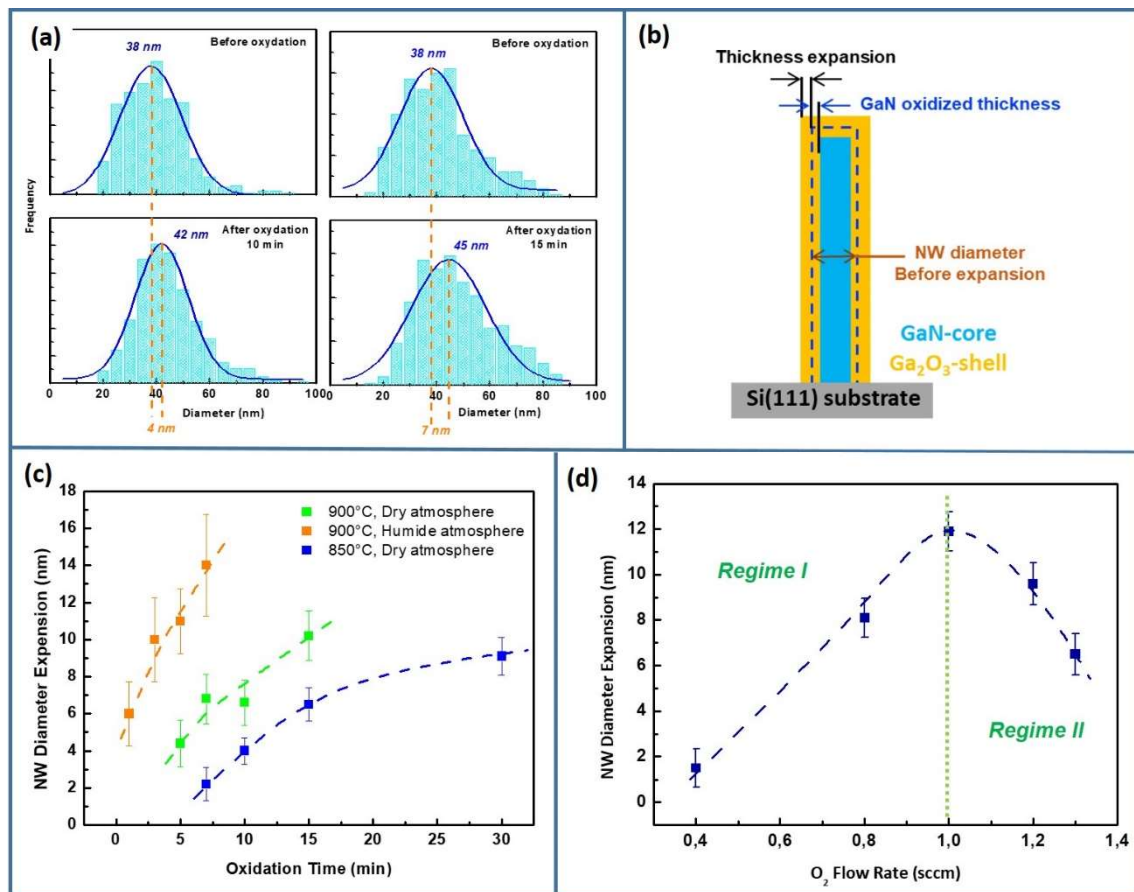 (a)
38 nm
Before oxydation
38 nm
Before oxydation
Frequency
42 nm
After oxydation
10 min
45 nm
After oxydation
15 min
0 20 40 60 80 100
Diameter (nm)
0 20 40 60 80 100
Diameter (nm)
4 nm
7 nm
(b)
Thickness expansion
GaN oxidized thickness
NW diameter
Before expansion
GaN-core
Ga₂O₃-shell
Si(111) substrate
(c)
NW Diameter Expension (nm)
18
16
14
12
10
8
6
4
2
0
900°C, Dry atmosphere
900°C, Humide atmosphere
850°C, Dry atmosphere
0 5 10 15 20 25 30
Oxidation Time (min)
(d)
NW Diameter Expansion (nm)
14
12
10
8
6
4
2
0
Regime I
Regime II
0,4 0,6 0,8 1,0 1,2 1,4
O₂ Flow Rate (sccm)